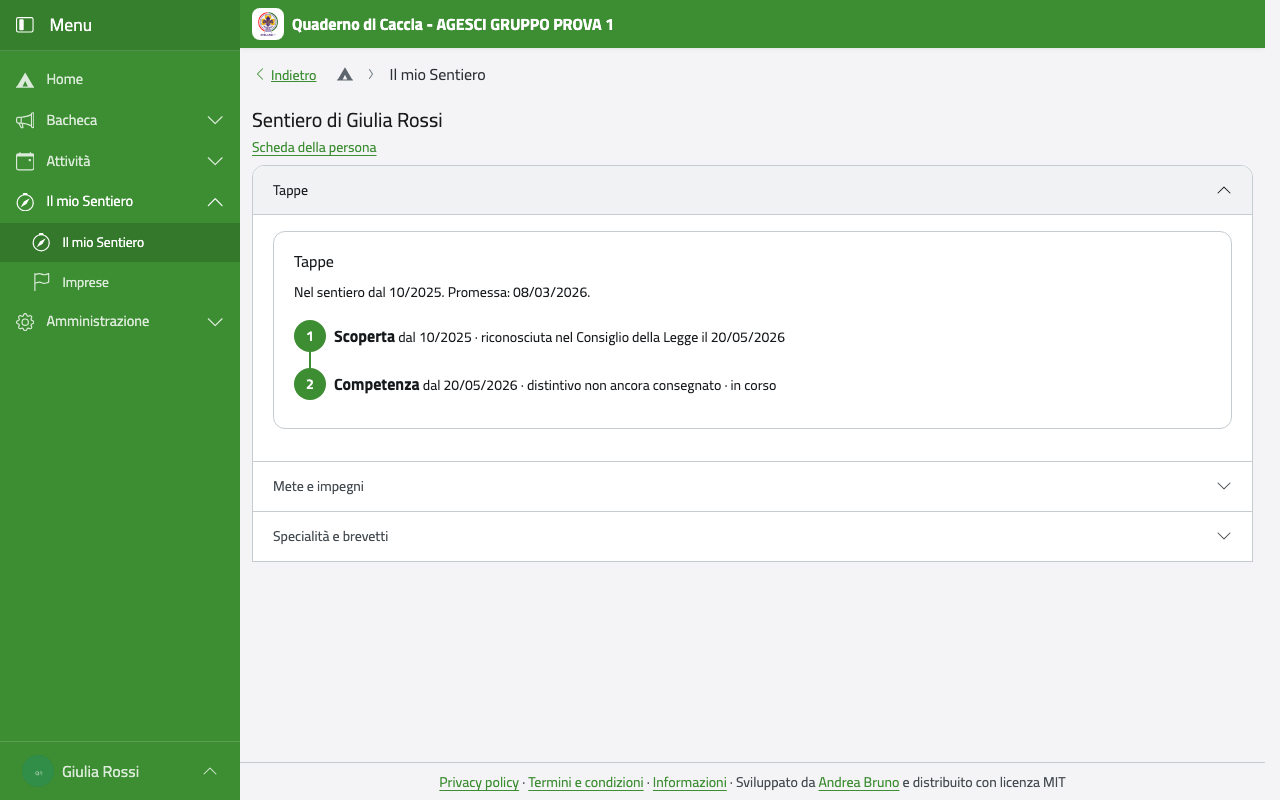 Menu
Quaderno di Caccia - AGESCI GRUPPO PROVA 1
Home
Bacheca
Attività
Il mio Sentiero
Il mio Sentiero
Imprese
Amministrazione
Giulia Rossi
Indietro
Il mio Sentiero
Sentiero di Giulia Rossi
Scheda della persona
Tappe
Tappe
Nel sentiero dal 10/2025. Promessa: 08/03/2026.
1 Scoperta dal 10/2025 · riconosciuta nel Consiglio della Legge il 20/05/2026
2 Competenza dal 20/05/2026 · distintivo non ancora consegnato · in corso
Mete e impegni
Specialità e brevetti
Privacy policy · Termini e condizioni · Informazioni · Sviluppato da Andrea Bruno e distribuito con licenza MIT